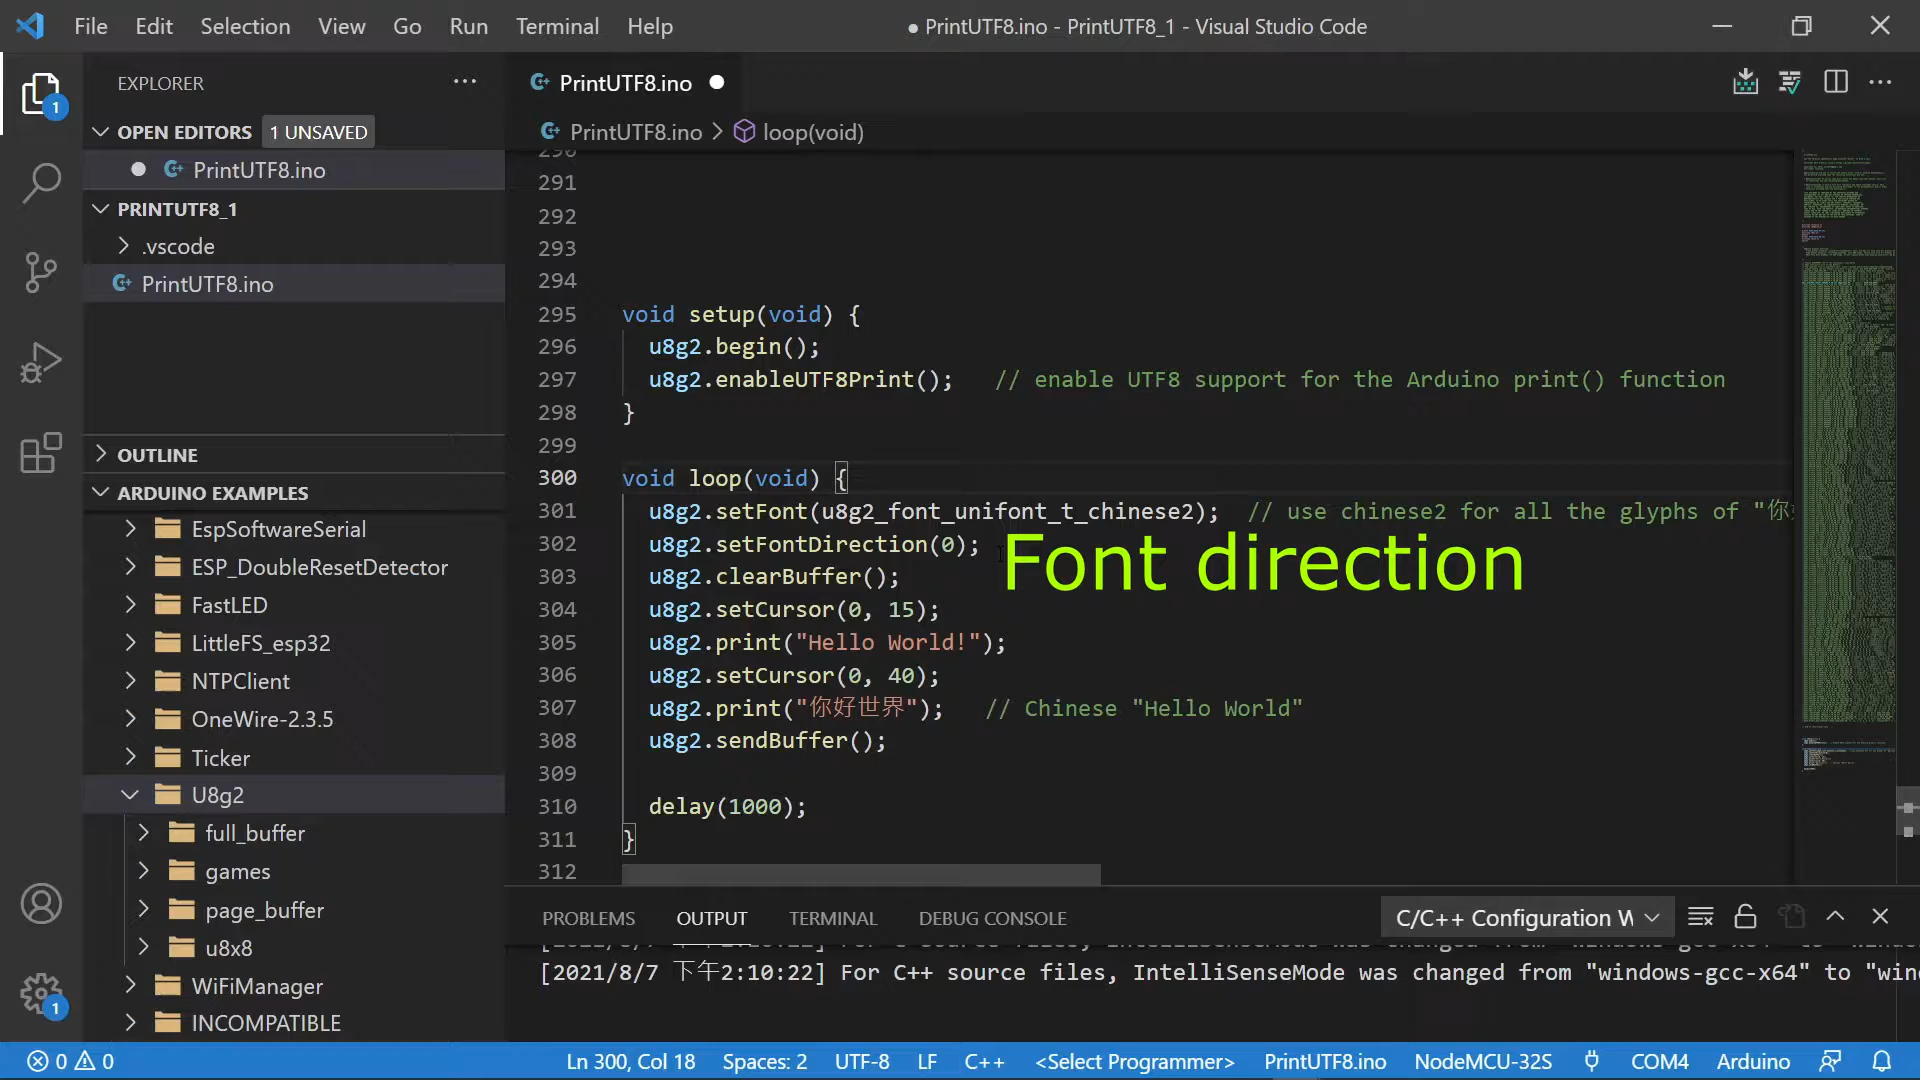 File Edit Selection View Go Run Terminal Help
● PrintUTF8.ino - PrintUTF8_1 - Visual Studio Code
EXPLORER
OPEN EDITORS 1 UNSAVED
PrintUTF8.ino
PRINTUTF8_1
.vscode
PrintUTF8.ino
OUTLINE
ARDUINO EXAMPLES
EspSoftwareSerial
ESP_DoubleResetDetector
FastLED
LittleFS_esp32
NTPClient
OneWire-2.3.5
Ticker
U8g2
full_buffer
games
page_buffer
u8x8
WiFiManager
INCOMPATIBLE
1
1
PrintUTF8.ino
PrintUTF8.ino > loop(void)
290
291
292
293
294
295 void setup(void) {
296 u8g2.begin();
297 u8g2.enableUTF8Print(); // enable UTF8 support for the Arduino print() function
298 }
299
300 void loop(void) {
301 u8g2.setFont(u8g2_font_unifont_t_chinese2); // use chinese2 for all the glyphs of "你
302 u8g2.setFontDirection(0);
Font direction
303 u8g2.clearBuffer();
304 u8g2.setCursor(0, 15);
305 u8g2.print("Hello World!");
306 u8g2.setCursor(0, 40);
307 u8g2.print("你好世界"); // Chinese "Hello World"
308 u8g2.sendBuffer();
309
310 delay(1000);
311 }
312
PROBLEMS OUTPUT TERMINAL DEBUG CONSOLE
C/C++ Configuration W
[2021/8/7 下午2:10:22] For C++ source files, IntelliSenseMode was changed from "windows-gcc-x64" to "win
0 0 Ln 300, Col 18 Spaces: 2 UTF-8 LF C++ <Select Programmer> PrintUTF8.ino NodeMCU-32S COM4 Arduino